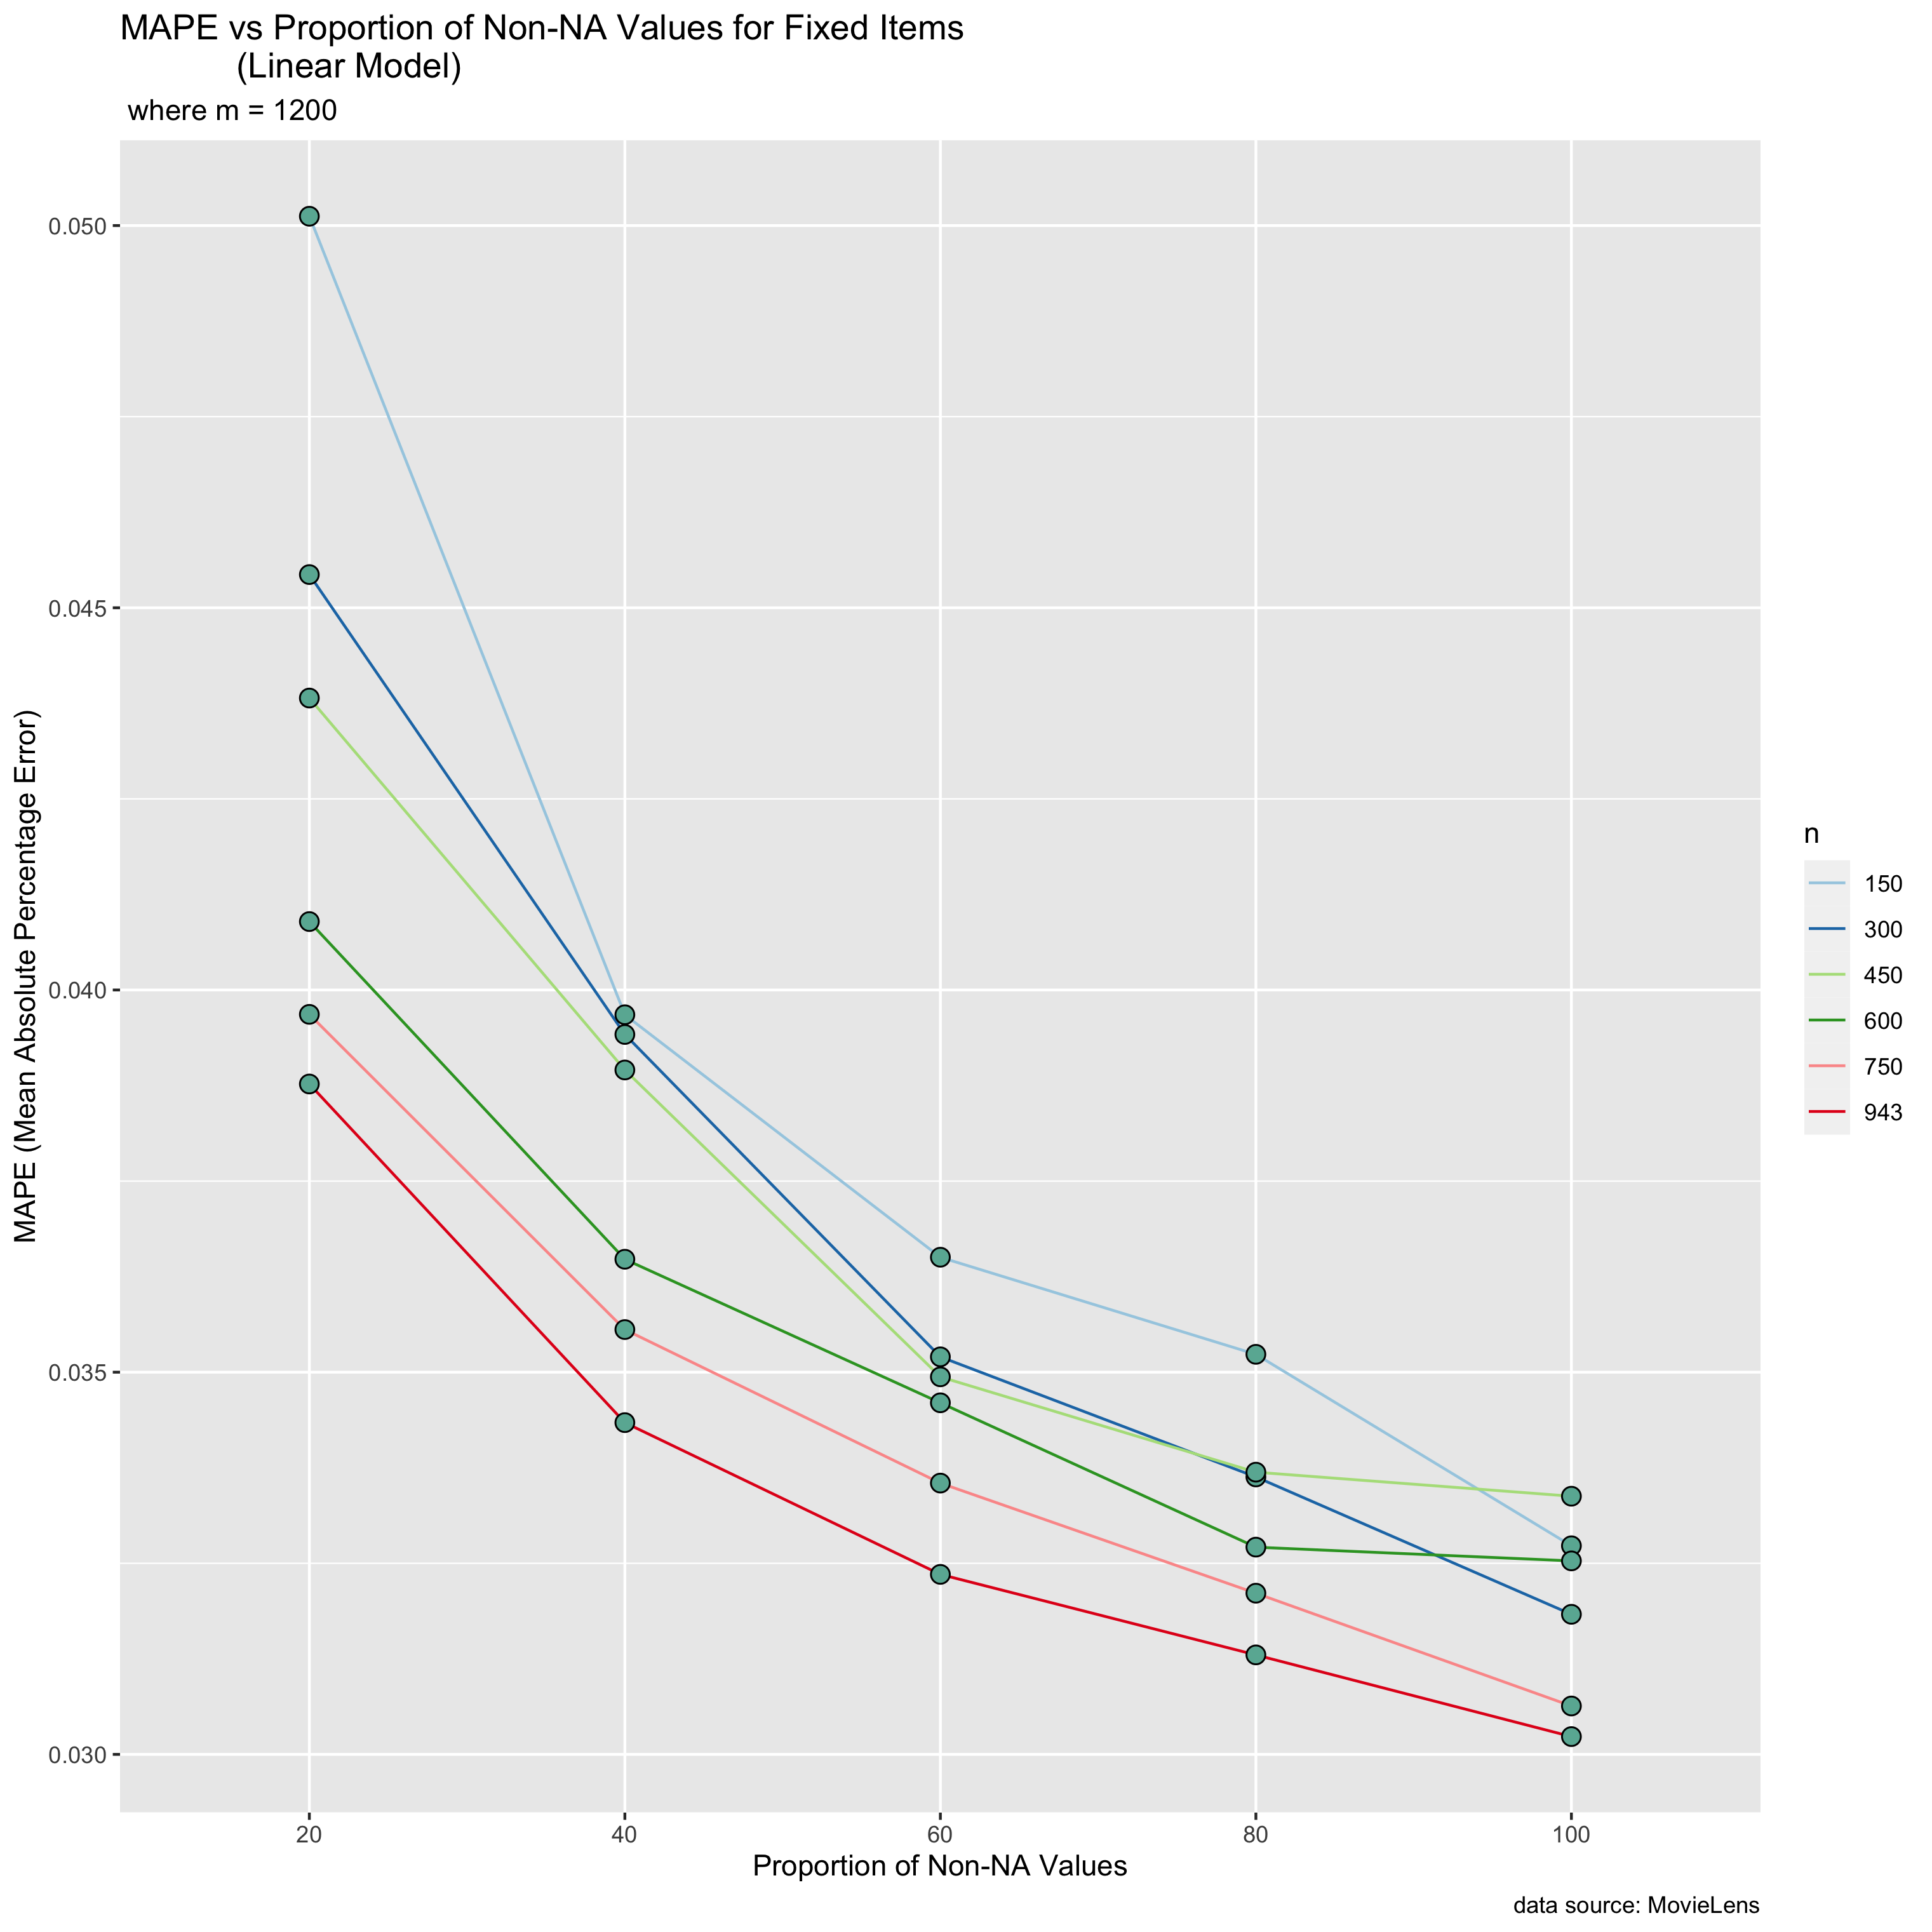 MAPE vs Proportion of Non-NA Values for Fixed Items
(Linear Model)
where m = 1200
MAPE (Mean Absolute Percentage Error)
0.050
0.045
0.040
0.035
0.030
20 40 60 80 100
Proportion of Non-NA Values
n
150
300
450
600
750
943
data source: MovieLens